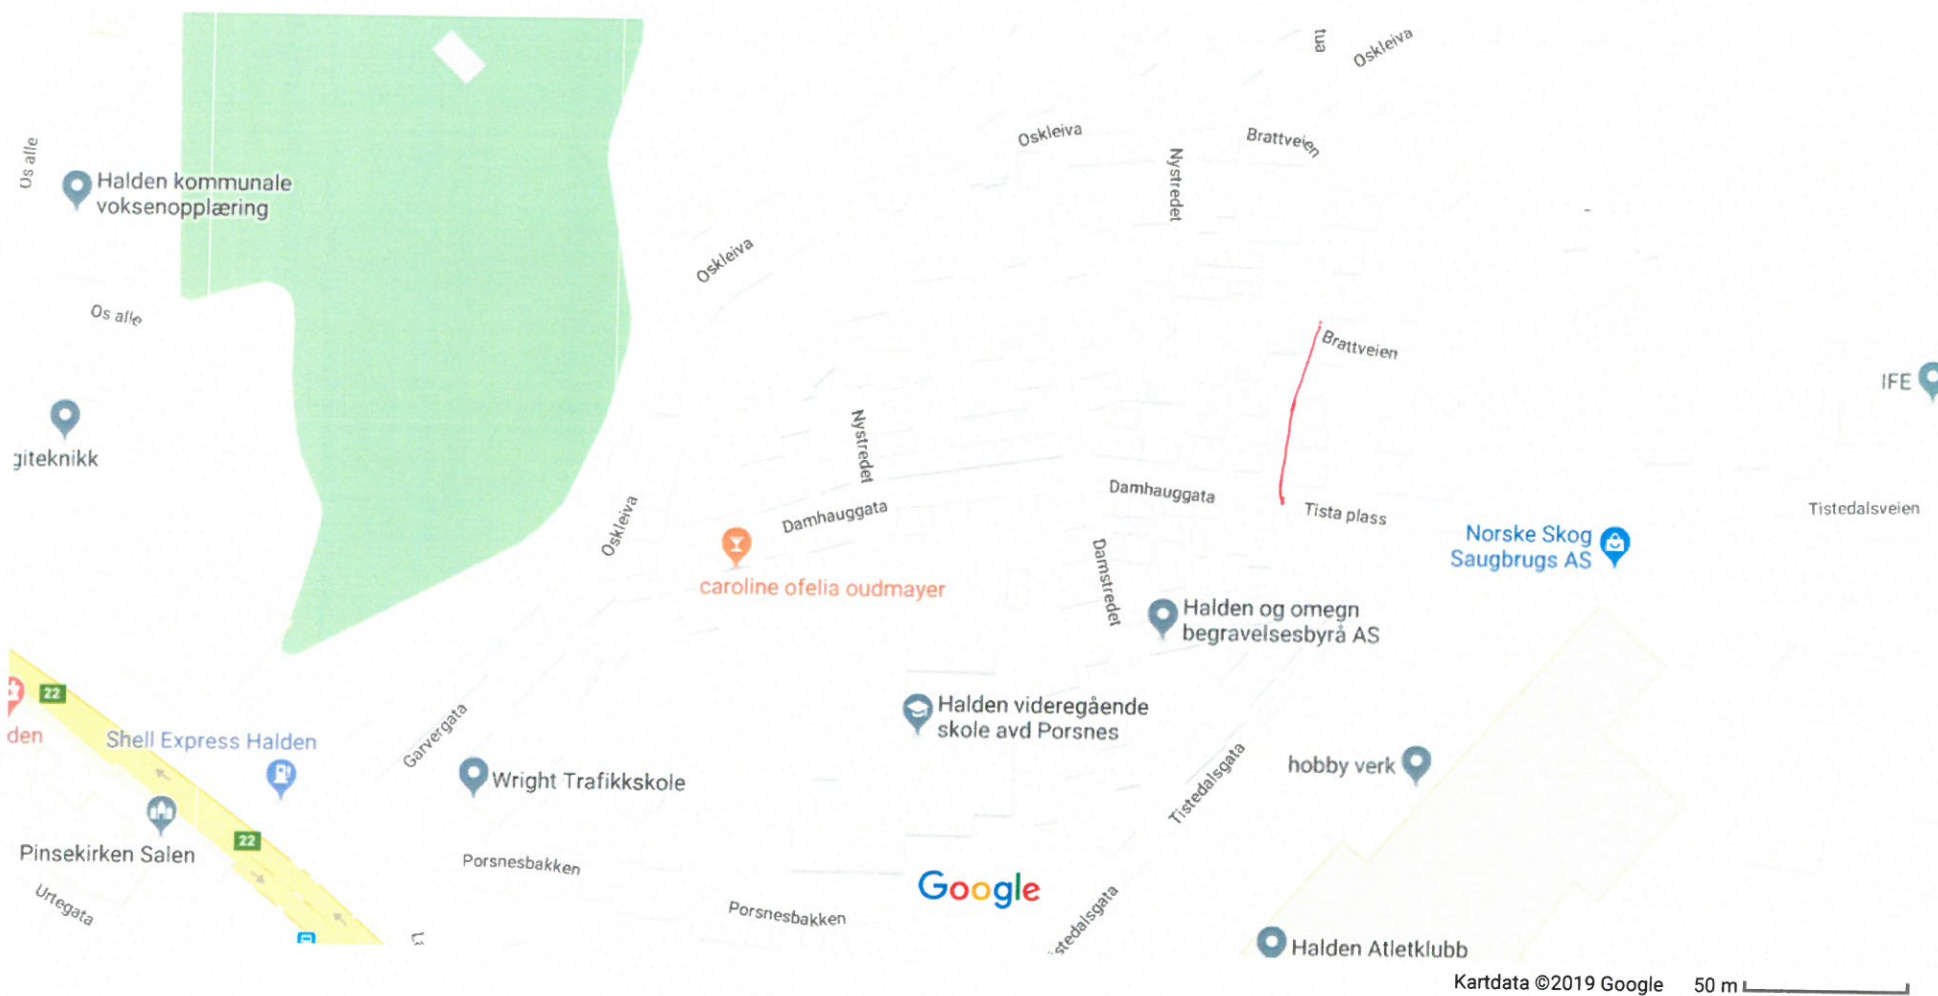 tua
Oskleiva
Oskleiva
Brattveien
Os alle
Nystredet
Halden kommunale
voksenopplæring
Oskleiva
Os alle
Brattveien
IFE
giteknikk
Nystredet
Damhauggata
Oskleiva
Damhauggata
Tista plass
Tistedalsveien
Norske Skog
Saugbrugs AS
caroline ofelia oudmayer
Damstredet
Halden og omegn
begravelsesbyrå AS
22
den
Shell Express Halden
Garvergata
Halden videregående
skole avd Porsnes
Wright Trafikkskole
Tistedalsgata
hobby verk
22
Pinsekirken Salen
Porsnesbakken
Urtegata
Google
Porsnesbakken
stedalsgata
Halden Atletklubb
Kartdata ©2019 Google 50 m